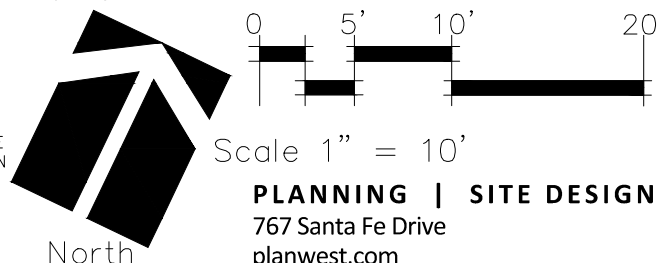 0 5’ 10’ 20
Scale 1” = 10’
North
PLANNING | SITE DESIGN
767 Santa Fe Drive
planwest.com